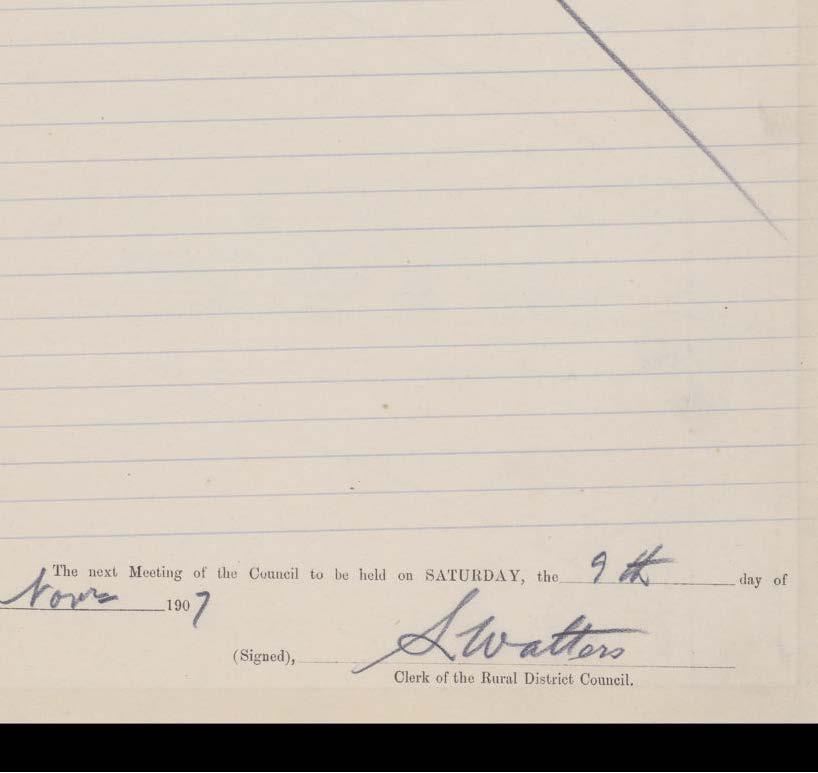 The next Meeting of the Council to be held on SATURDAY, the 9th day of
Novr 1907
(Signed), S Watters
Clerk of the Rural District Council.